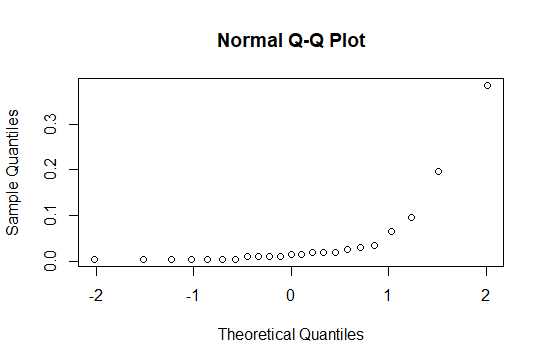 Normal Q-Q Plot
Sample Quantiles
0.3
0.2
0.1
0.0
-2 -1 0 1 2
Theoretical Quantiles